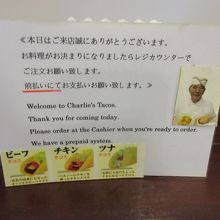 ≪本日はご来店誠にありがとうございます。
お料理がお決まりになりましたらレジカウンターで
ご注文お願い致します。
前払いにてお支払いお願い致します。≫
Welcome to Charlie's Tacos.
Thank you for coming today.
Please order at the Cashier when you're ready to order.
We have a prepaid system.
ビーフ
チキン
ツナ